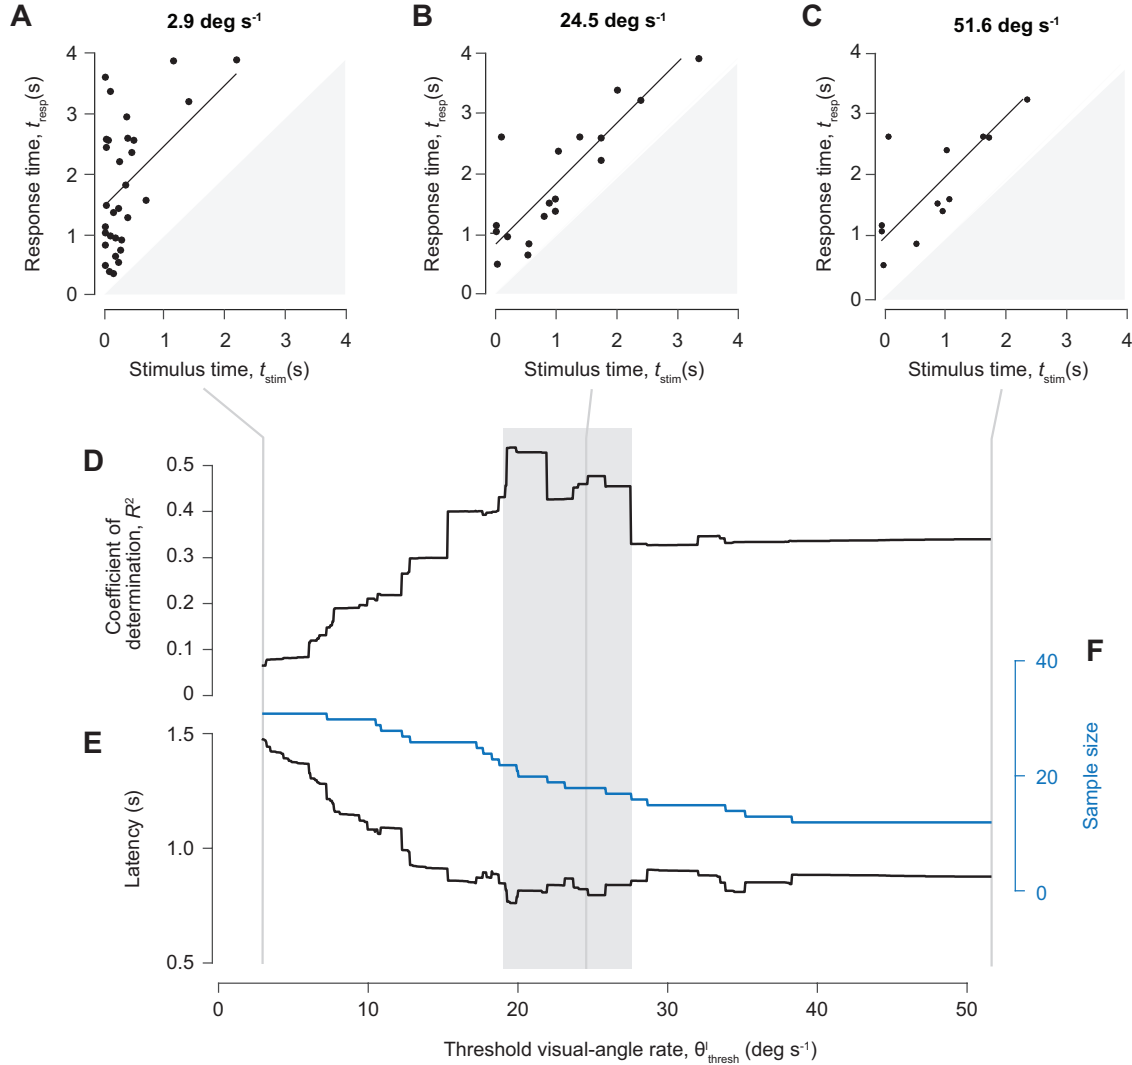 A
2.9 deg s-1
B
24.5 deg s-1
C
51.6 deg s-1
Response time, tresp(s)
4
3
2
1
0
0 1 2 3 4
Stimulus time, tstim(s)
Response time, tresp(s)
4
3
2
1
0
0 1 2 3 4
Stimulus time, tstim(s)
Response time, tresp(s)
4
3
2
1
0
0 1 2 3 4
Stimulus time, tstim(s)
D
Coefficient of
determination, R2
0.5
0.4
0.3
0.2
0.1
0
E
Latency (s)
1.5
1.0
0.5
F
Sample size
40
20
0
0 10 20 30 40 50
Threshold visual-angle rate, θ'thresh (deg s-1)